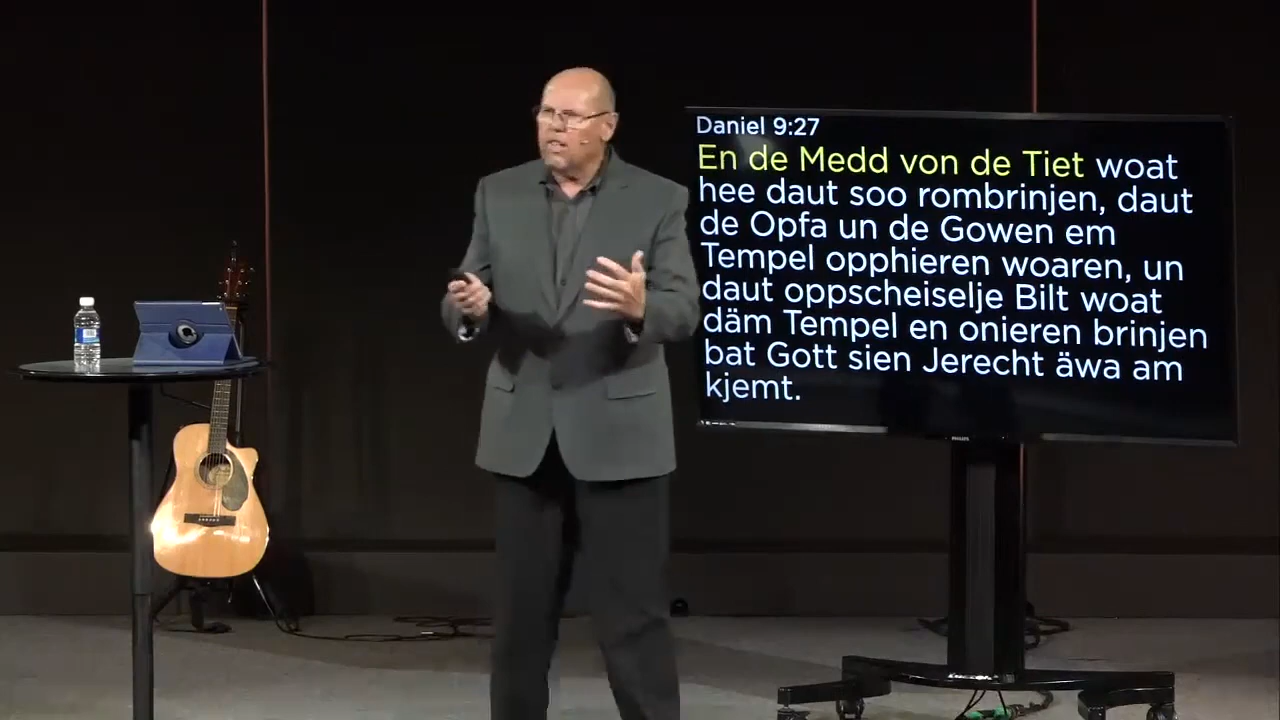 Daniel 9:27
En de Medd von de Tiet woat
hee daut soo rombrinjen, daut
de Opfa un de Gowen em
Tempel opphieren woaren, un
daut oppscheiselje Bilt woat
däm Tempel en onieren brinjen
bat Gott sien Jerecht äwa am
kjemt.
PHILIPS